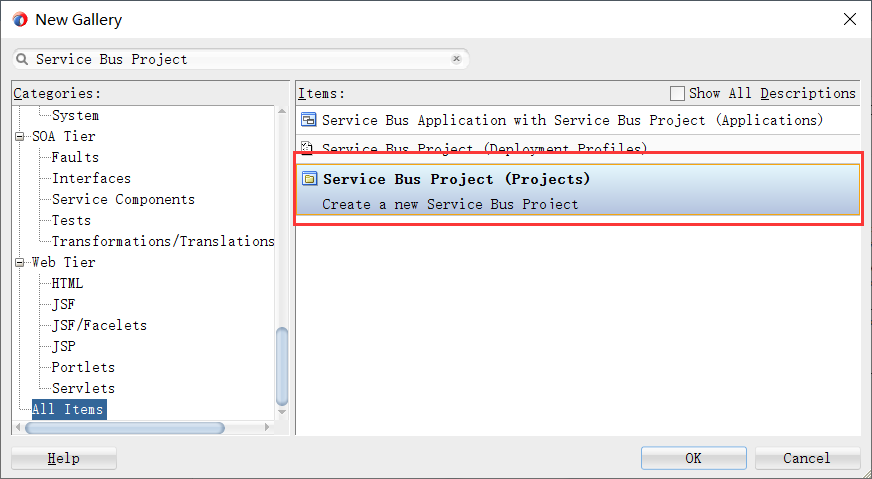 New Gallery
Service Bus Project
Categories:
System
SOA Tier
Faults
Interfaces
Service Components
Tests
Transformations/Translations
Web Tier
HTML
JSF
JSF/Facelets
JSP
Portlets
Servlets
All Items
Items:
Show All Descriptions
Service Bus Application with Service Bus Project (Applications)
Service Bus Project (Deployment Profiles)
Service Bus Project (Projects)
Create a new Service Bus Project
Help
OK
Cancel